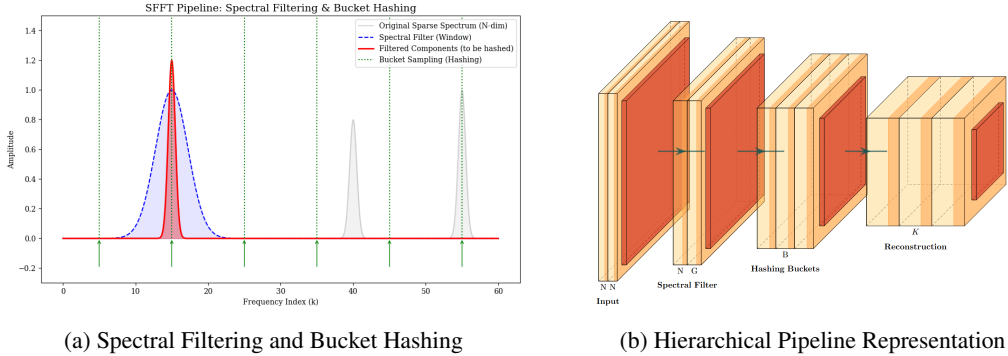 SFFT Pipeline: Spectral Filtering & Bucket Hashing
Original Sparse Spectrum (N-dim)
Spectral Filter (Window)
Filtered Components (to be hashed)
Bucket Sampling (Hashing)
Amplitude
1.4
1.2
1.0
0.8
0.6
0.4
0.2
0.0
−0.2
0 10 20 30 40 50 60
Frequency Index (k)
(a) Spectral Filtering and Bucket Hashing
N N
Input
N G
Spectral Filter
B
Hashing Buckets
K
Reconstruction
(b) Hierarchical Pipeline Representation